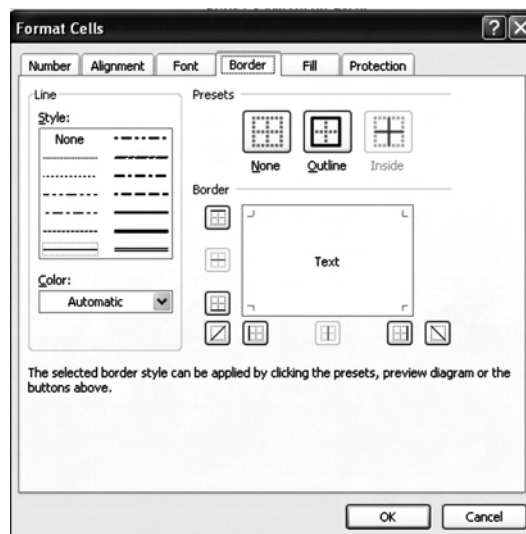 Format Cells
Number Alignment Font Border Fill Protection
Line
Style:
None
Color:
Automatic
Presets
None Outline Inside
Border
Text
The selected border style can be applied by clicking the presets, preview diagram or the
buttons above.
OK Cancel